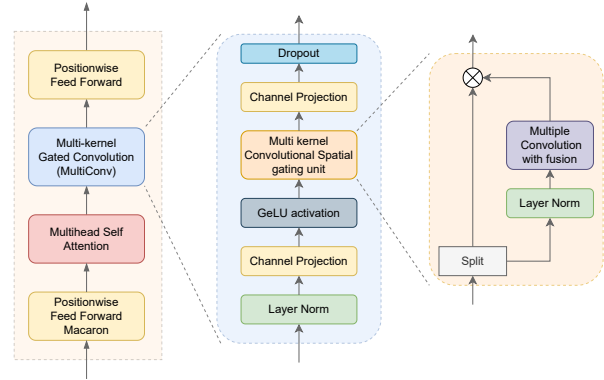 Positionwise
Feed Forward
Multi-kernel
Gated Convolution
(MultiConv)
Multihead Self
Attention
Positionwise
Feed Forward
Macaron
Dropout
Channel Projection
Multi kernel
Convolutional Spatial
gating unit
GeLU activation
Channel Projection
Layer Norm
Multiple
Convolution
with fusion
Layer Norm
Split